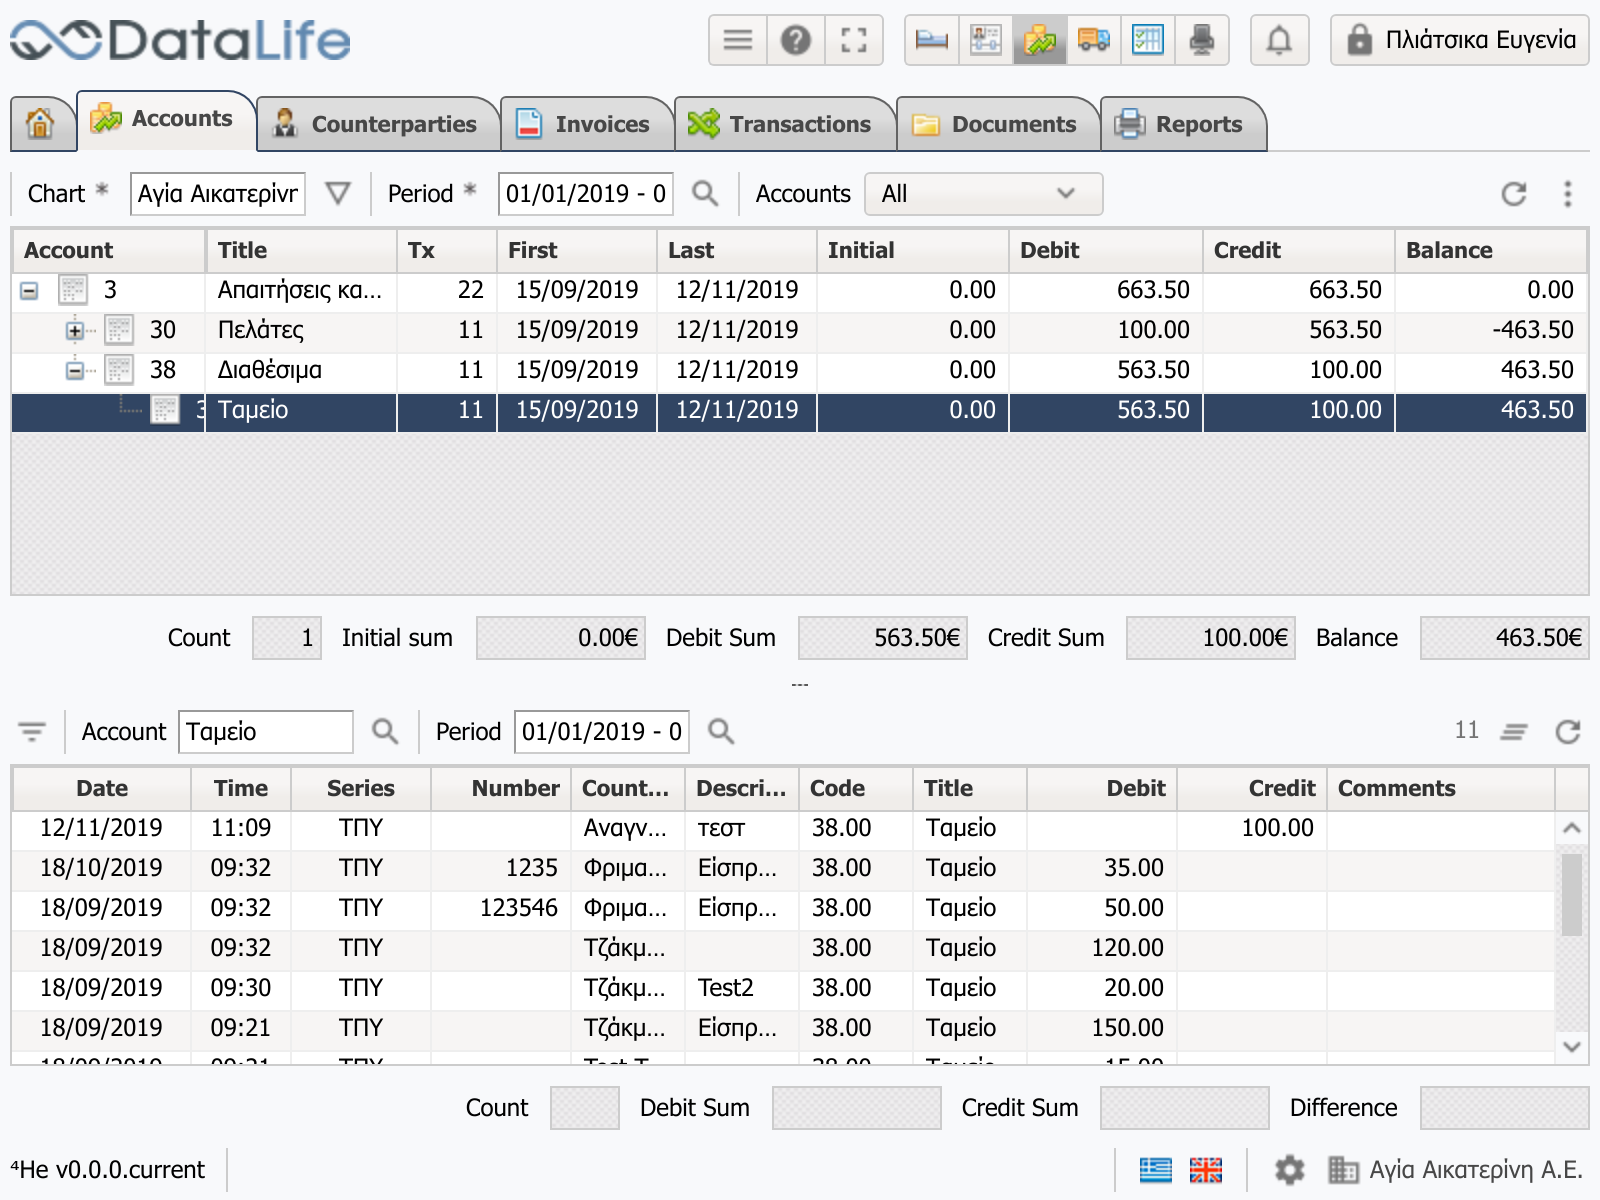 DataLife
Πλιάτσικα Ευγενία
Accounts Counterparties Invoices Transactions Documents Reports
Chart * Αγία Αικατερίνη Period * 01/01/2019 - 0 Accounts All
Account Title Tx First Last Initial Debit Credit Balance
3 Απαιτήσεις κα... 22 15/09/2019 12/11/2019 0.00 663.50 663.50 0.00
30 Πελάτες 11 15/09/2019 12/11/2019 0.00 100.00 563.50 -463.50
38 Διαθέσιμα 11 15/09/2019 12/11/2019 0.00 563.50 100.00 463.50
3 Ταμείο 11 15/09/2019 12/11/2019 0.00 563.50 100.00 463.50
Count 1 Initial sum 0.00€ Debit Sum 563.50€ Credit Sum 100.00€ Balance 463.50€
---
Account Ταμείο Period 01/01/2019 - 0 11
Date Time Series Number Count... Descri... Code Title Debit Credit Comments
12/11/2019 11:09 ΤΠΥ Αναγν... τεστ 38.00 Ταμείο 100.00
18/10/2019 09:32 ΤΠΥ 1235 Φριμα... Είσπρ... 38.00 Ταμείο 35.00
18/09/2019 09:32 ΤΠΥ 123546 Φριμα... Είσπρ... 38.00 Ταμείο 50.00
18/09/2019 09:32 ΤΠΥ Τζάκμ... 38.00 Ταμείο 120.00
18/09/2019 09:30 ΤΠΥ Τζάκμ... Test2 38.00 Ταμείο 20.00
18/09/2019 09:21 ΤΠΥ Τζάκμ... Είσπρ... 38.00 Ταμείο 150.00
Count Debit Sum Credit Sum Difference
⁴He v0.0.0.current Αγία Αικατερίνη Α.Ε.